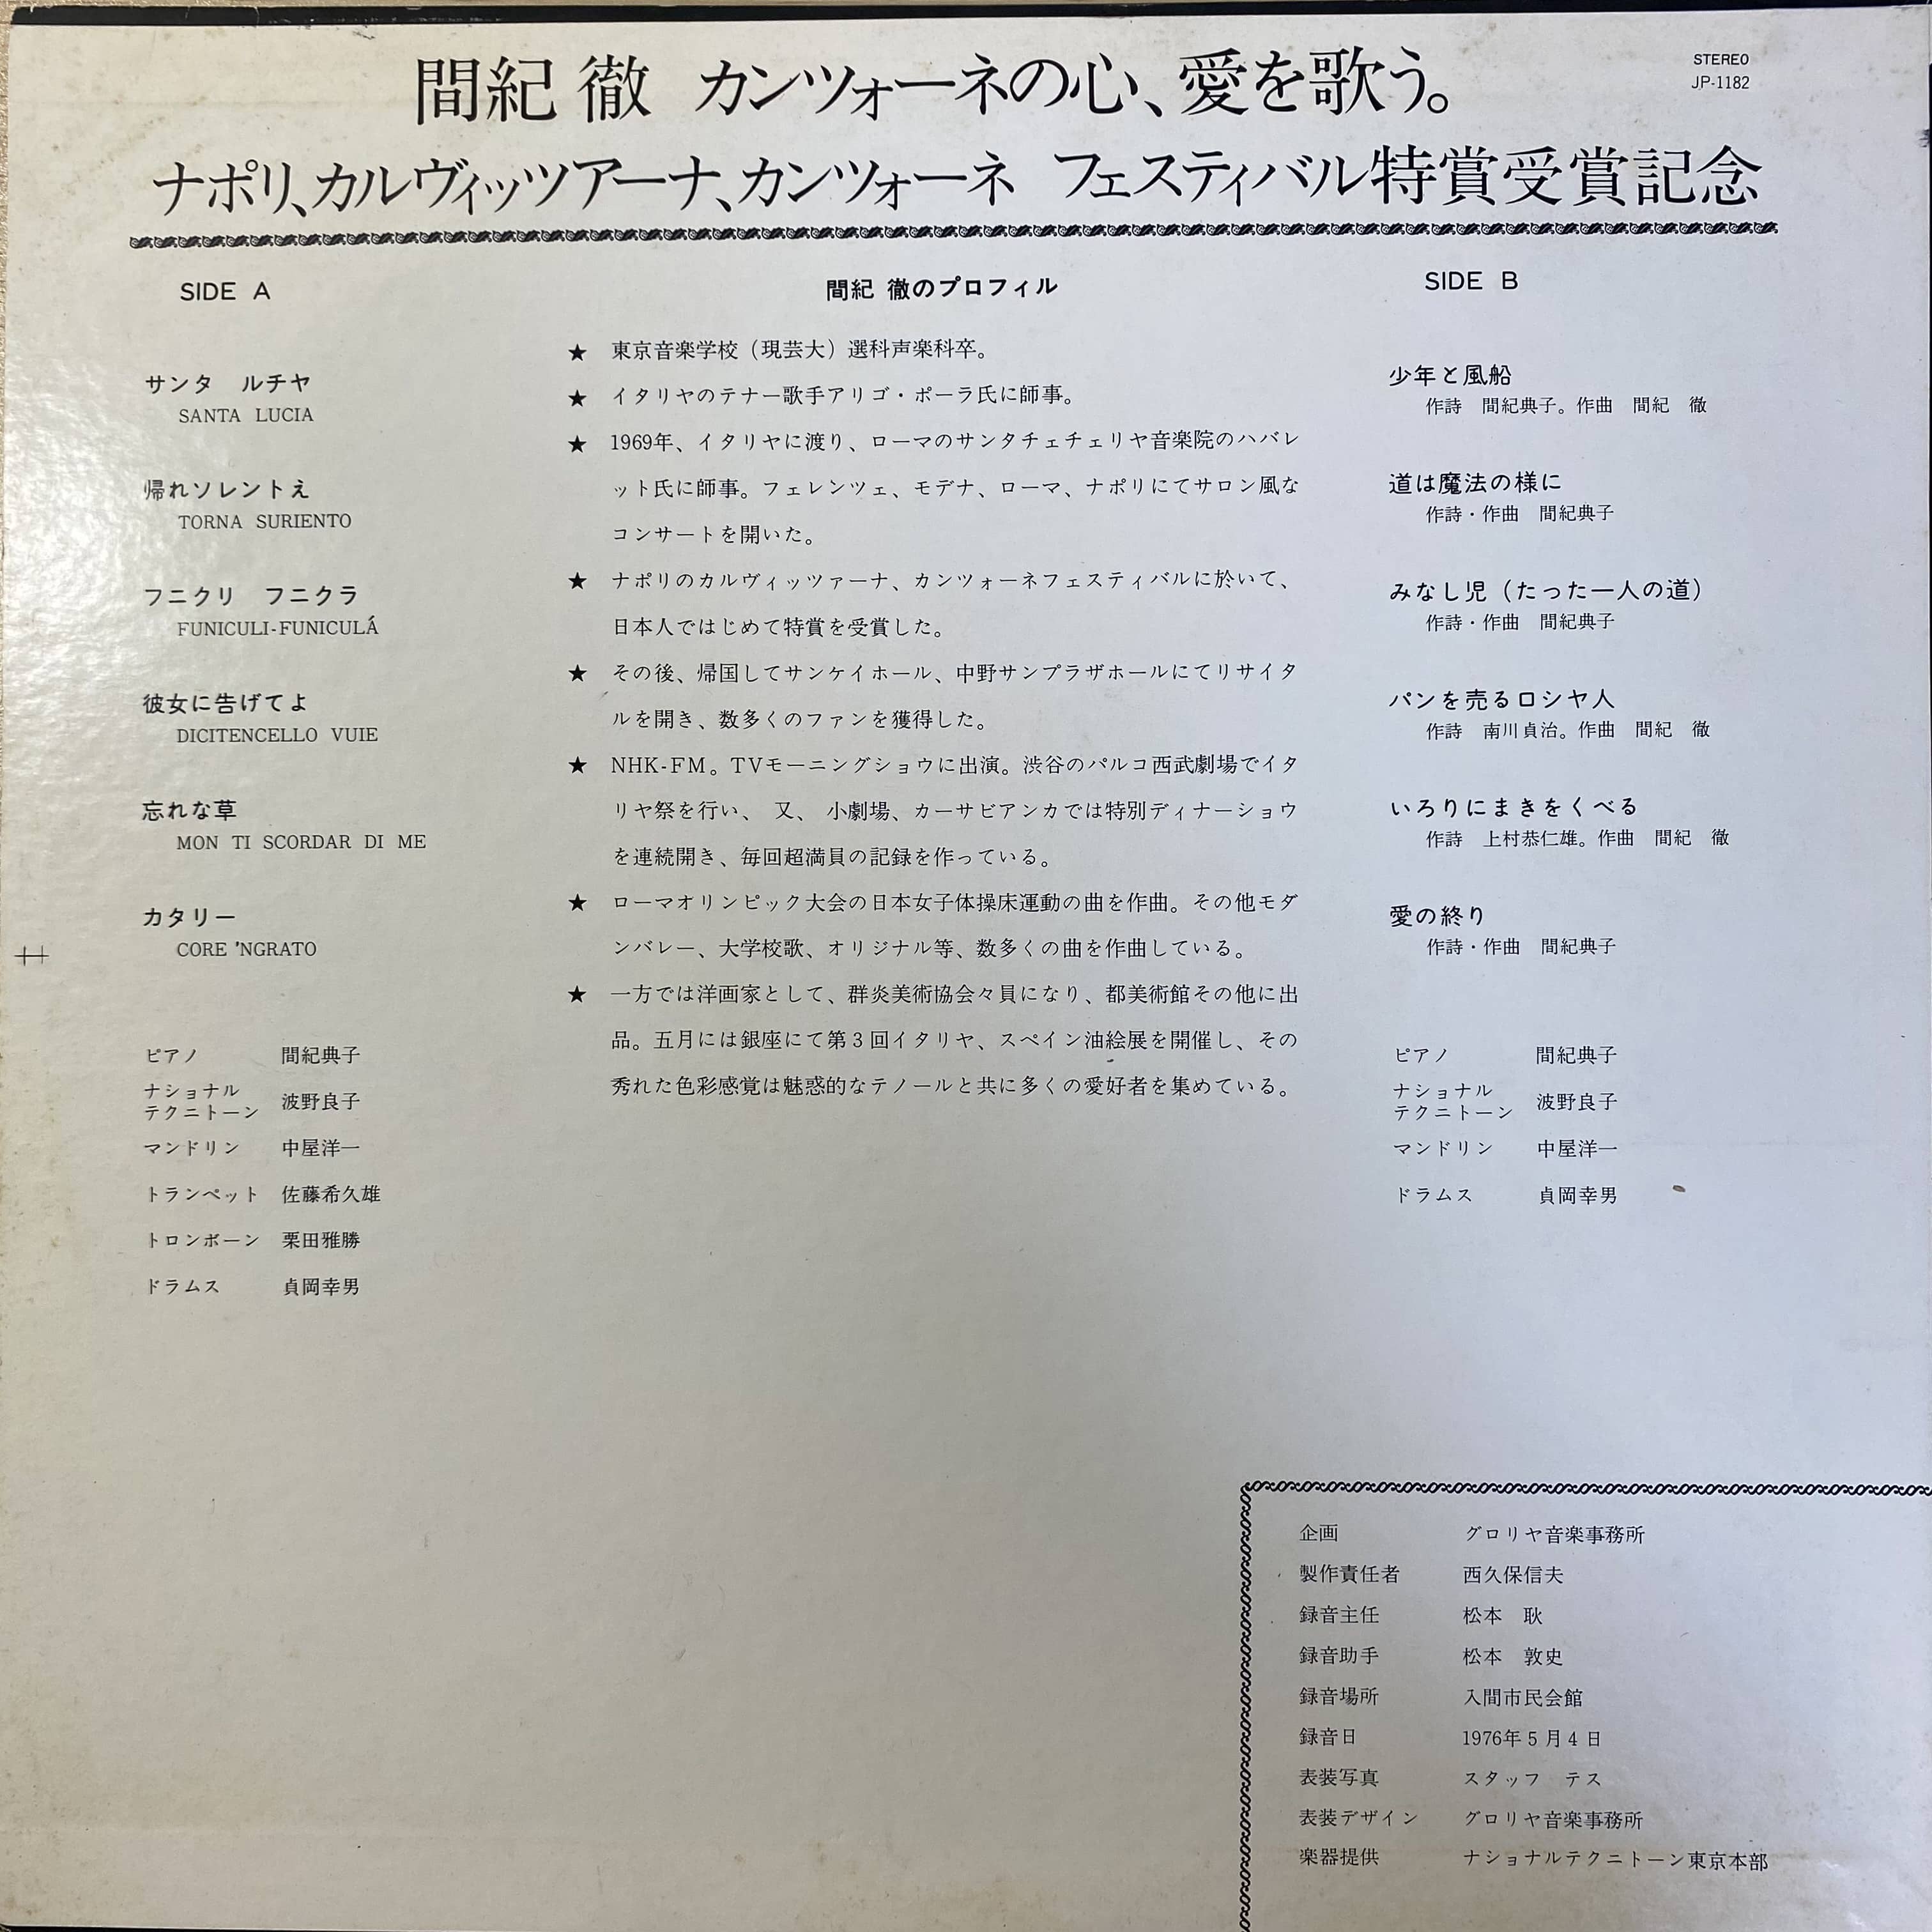 間紀 徹 カンツォーネの心、愛を歌う。
STEREO
JP-1182
ナポリ、カルヴィッツアーナ、カンツォーネ フェスティバル特賞受賞記念
SIDE A
サンタ ルチヤ
SANTA LUCIA
帰れソレントえ
TORNA SURIENTO
フニクリ フニクラ
FUNICULI-FUNICULÁ
彼女に告げてよ
DICITENCELLO VUIE
忘れな草
MON TI SCORDAR DI ME
カタリー
CORE 'NGRATO
ピアノ 間紀典子
ナショナル
テクニトーン 波野良子
マンドリン 中屋洋一
トランペット 佐藤希久雄
トロンボーン 栗田雅勝
ドラムス 貞岡幸男
間紀 徹のプロフィル
★ 東京音楽学校（現芸大）選科声楽科卒。
★ イタリヤのテナー歌手アリゴ・ポーラ氏に師事。
★ 1969年、イタリヤに渡り、ローマのサンタチェチェリヤ音楽院のハバレ
ット氏に師事。フェレンツェ、モデナ、ローマ、ナポリにてサロン風な
コンサートを開いた。
★ ナポリのカルヴィッツァーナ、カンツォーネフェスティバルに於いて、
日本人ではじめて特賞を受賞した。
★ その後、帰国してサンケイホール、中野サンプラザホールにてリサイタ
ルを開き、数多くのファンを獲得した。
★ NHK-FM。TVモーニングショウに出演。渋谷のパルコ西武劇場でイタ
リヤ祭を行い、 又、 小劇場、カーサビアンカでは特別ディナーショウ
を連続開き、毎回超満員の記録を作っている。
★ ローマオリンピック大会の日本女子体操床運動の曲を作曲。その他モダ
ンバレー、大学校歌、オリジナル等、数多くの曲を作曲している。
★ 一方では洋画家として、群炎美術協会々員になり、都美術館その他に出
品。五月には銀座にて第3回イタリヤ、スペイン油絵展を開催し、その
秀れた色彩感覚は魅惑的なテノールと共に多くの愛好者を集めている。
SIDE B
少年と風船
作詩 間紀典子。作曲 間紀 徹
道は魔法の様に
作詩・作曲 間紀典子
みなし児（たった一人の道）
作詩・作曲 間紀典子
パンを売るロシヤ人
作詩 南川貞治。作曲 間紀 徹
いろりにまきをくべる
作詩 上村恭仁雄。作曲 間紀 徹
愛の終り
作詩・作曲 間紀典子
ピアノ 間紀典子
ナショナル
テクニトーン 波野良子
マンドリン 中屋洋一
ドラムス 貞岡幸男
企画 グロリヤ音楽事務所
製作責任者 西久保信夫
録音主任 松本 耿
録音助手 松本 敦史
録音場所 入間市民会館
録音日 1976年5月4日
表装写真 スタッフ テス
表装デザイン グロリヤ音楽事務所
楽器提供 ナショナルテクニトーン東京本部